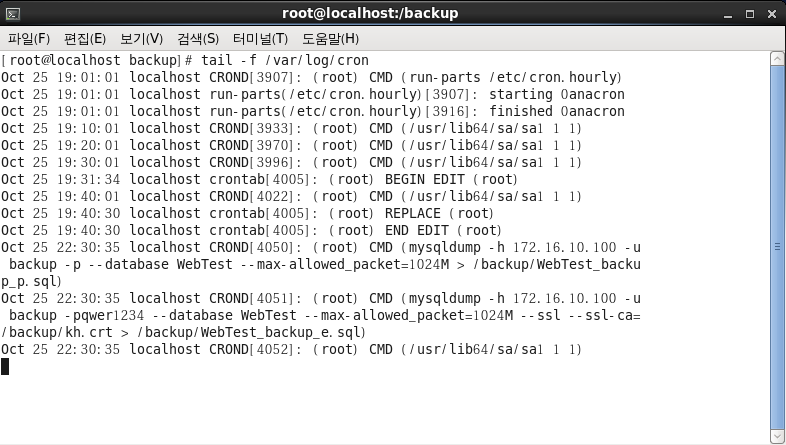 root@localhost:/backup
파일(F) 편집(E) 보기(V) 검색(S) 터미널(T) 도움말(H)
[root@localhost backup]# tail -f /var/log/cron
Oct 25 19:01:01 localhost CROND[3907]: (root) CMD (run-parts /etc/cron.hourly)
Oct 25 19:01:01 localhost run-parts(/etc/cron.hourly)[3907]: starting 0anacron
Oct 25 19:01:01 localhost run-parts(/etc/cron.hourly)[3916]: finished 0anacron
Oct 25 19:10:01 localhost CROND[3933]: (root) CMD (/usr/lib64/sa/sa1 1 1)
Oct 25 19:20:01 localhost CROND[3970]: (root) CMD (/usr/lib64/sa/sa1 1 1)
Oct 25 19:30:01 localhost CROND[3996]: (root) CMD (/usr/lib64/sa/sa1 1 1)
Oct 25 19:31:34 localhost crontab[4005]: (root) BEGIN EDIT (root)
Oct 25 19:40:01 localhost CROND[4022]: (root) CMD (/usr/lib64/sa/sa1 1 1)
Oct 25 19:40:30 localhost crontab[4005]: (root) REPLACE (root)
Oct 25 19:40:30 localhost crontab[4005]: (root) END EDIT (root)
Oct 25 22:30:35 localhost CROND[4050]: (root) CMD (mysqldump -h 172.16.10.100 -u
 backup -p --database WebTest --max-allowed_packet=1024M > /backup/WebTest_backu
p_p.sql)
Oct 25 22:30:35 localhost CROND[4051]: (root) CMD (mysqldump -h 172.16.10.100 -u
 backup -pqwer1234 --database WebTest --max-allowed_packet=1024M --ssl --ssl-ca=
/backup/kh.crt > /backup/WebTest_backup_e.sql)
Oct 25 22:30:35 localhost CROND[4052]: (root) CMD (/usr/lib64/sa/sa1 1 1)